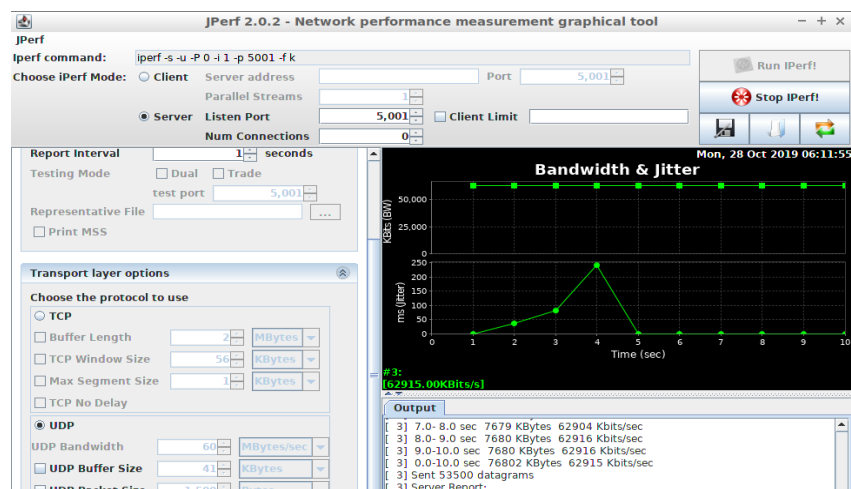 JPerf 2.0.2 - Network performance measurement graphical tool
JPerf
Iperf command: iperf -s -u -P 0 -i 1 -p 5001 -f k
Choose iPerf Mode: Client Server address Port 5,001
Parallel Streams 1
Server Listen Port 5,001 Client Limit
Num Connections 0
Run IPerf!
Stop IPerf!
Report Interval 1 seconds
Testing Mode Dual Trade
test port 5,001
Representative File ...
Print MSS
Transport layer options
Choose the protocol to use
TCP
Buffer Length 2 MBytes
TCP Window Size 56 KBytes
Max Segment Size 1 KBytes
TCP No Delay
UDP
UDP Bandwidth 60 MBytes/sec
UDP Buffer Size 41 KBytes
UDP Packet Size 1,500 Bytes
Mon, 28 Oct 2019 06:11:55
Bandwidth & Jitter
KBits (BW)
50,000
25,000
0
ms (Jitter)
250
200
150
100
50
0
0 1 2 3 4 5 6 7 8 9 10
Time (sec)
#3:
[62915.00KBits/s]
Output
[ 3] 7.0- 8.0 sec 7679 KBytes 62904 Kbits/sec
[ 3] 8.0- 9.0 sec 7680 KBytes 62916 Kbits/sec
[ 3] 9.0-10.0 sec 7680 KBytes 62916 Kbits/sec
[ 3] 0.0-10.0 sec 76802 KBytes 62915 Kbits/sec
[ 3] Sent 53500 datagrams
[ 3] Server Report: